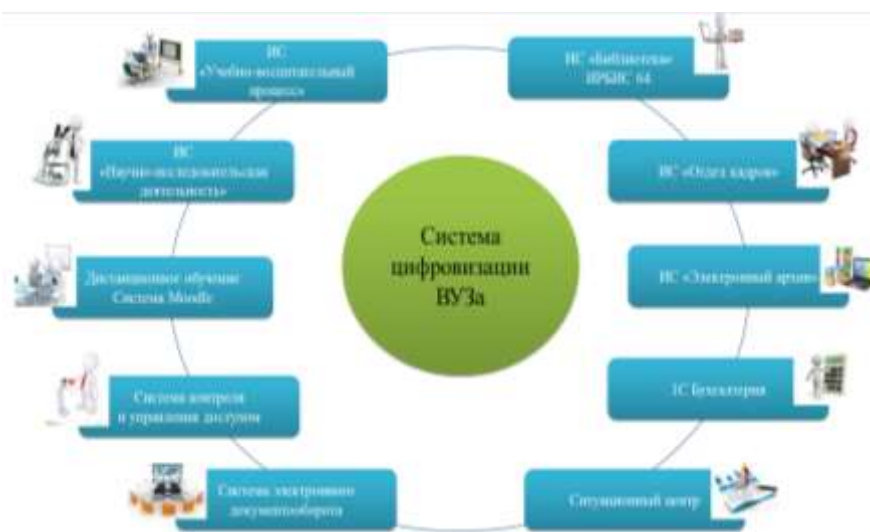 ИС
«Учебно-воспитательный
процесс»
ИС «Библиотека»
ИРБИС 64
ИС
«Научно-исследовательская
деятельность»
ИС «Отдел кадров»
Система
цифровизации
ВУЗа
Дистанционное обучение
Система Moodle
ИС «Электронный архив»
Система контроля
и управления доступом
1С Бухгалтерия
Система электронного
документооборота
Ситуационный центр